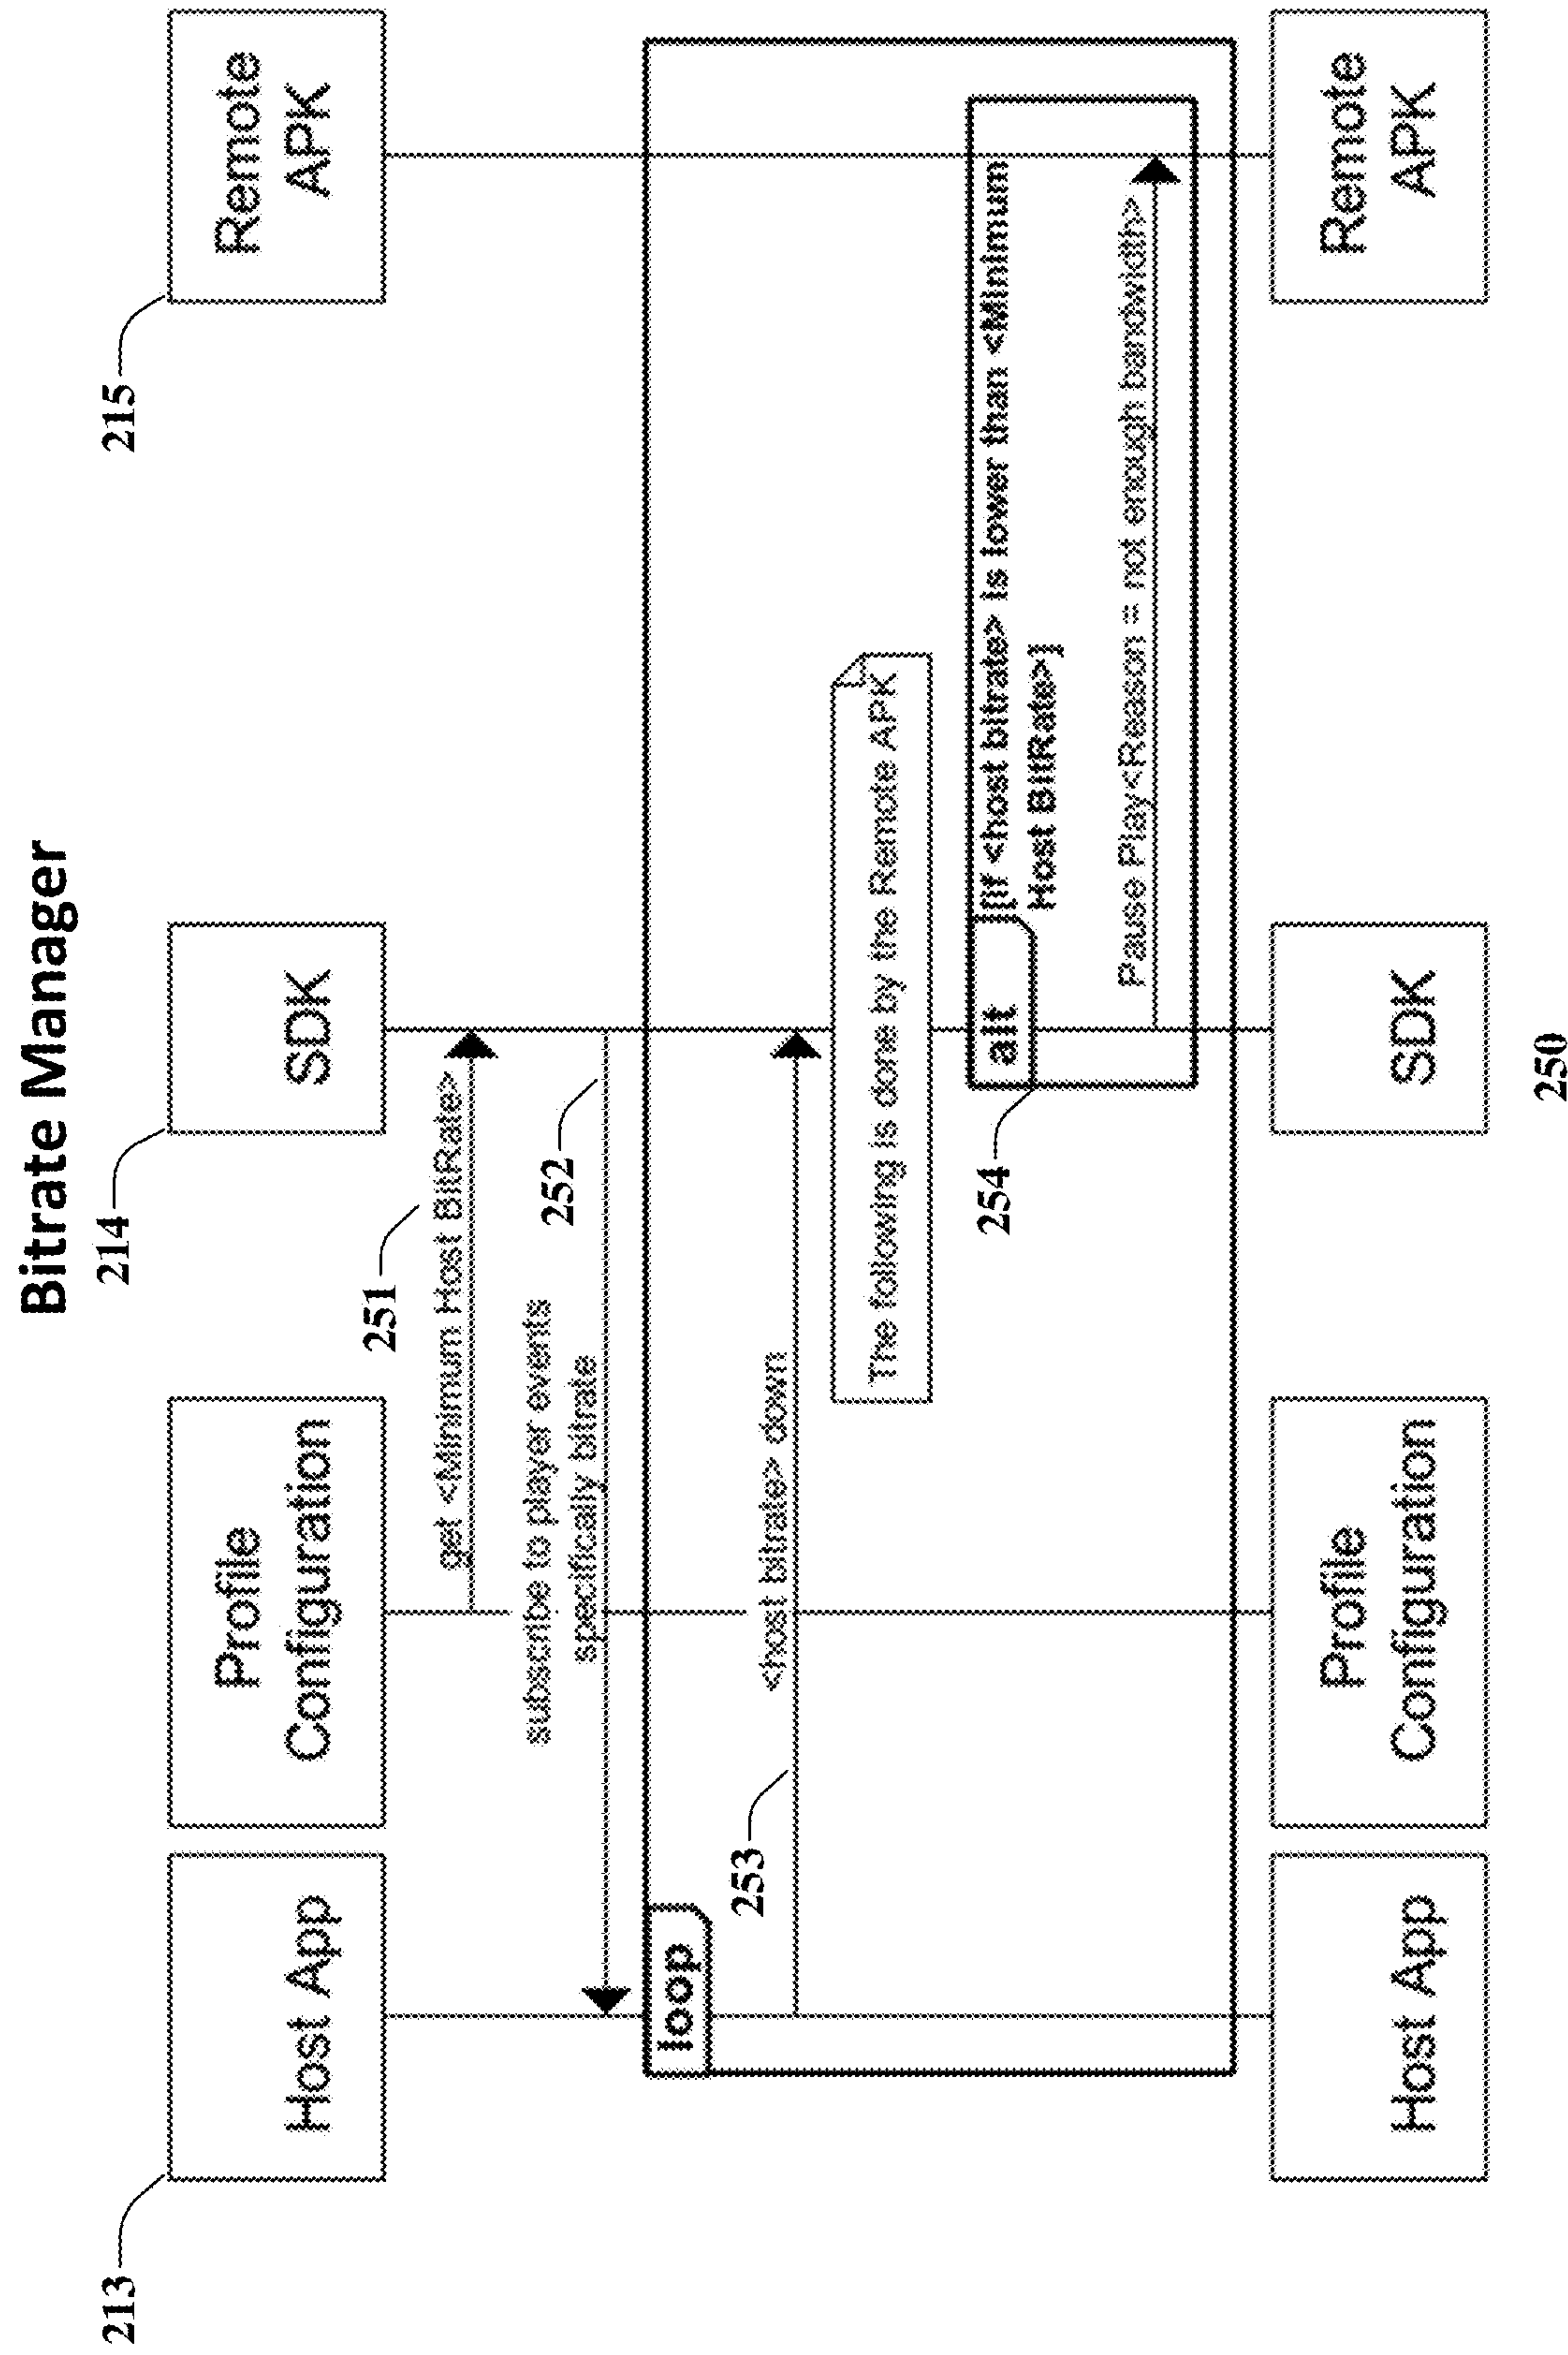 Bitrate Manager
213
214
215
Host App
Profile
Configuration
SDK
Remote
APK
251
get <Minimum Host BitRate>
subscribe to player events
specifically bitrate
252
loop
253
<host bitrate> down
The following is done by the Remote APK
254
alt
[if <host bitrate> is lower than <Minimum
Host BitRate>]
Pause Play<Reason = not enough bandwidth>
Host App
Profile
Configuration
SDK
Remote
APK
250